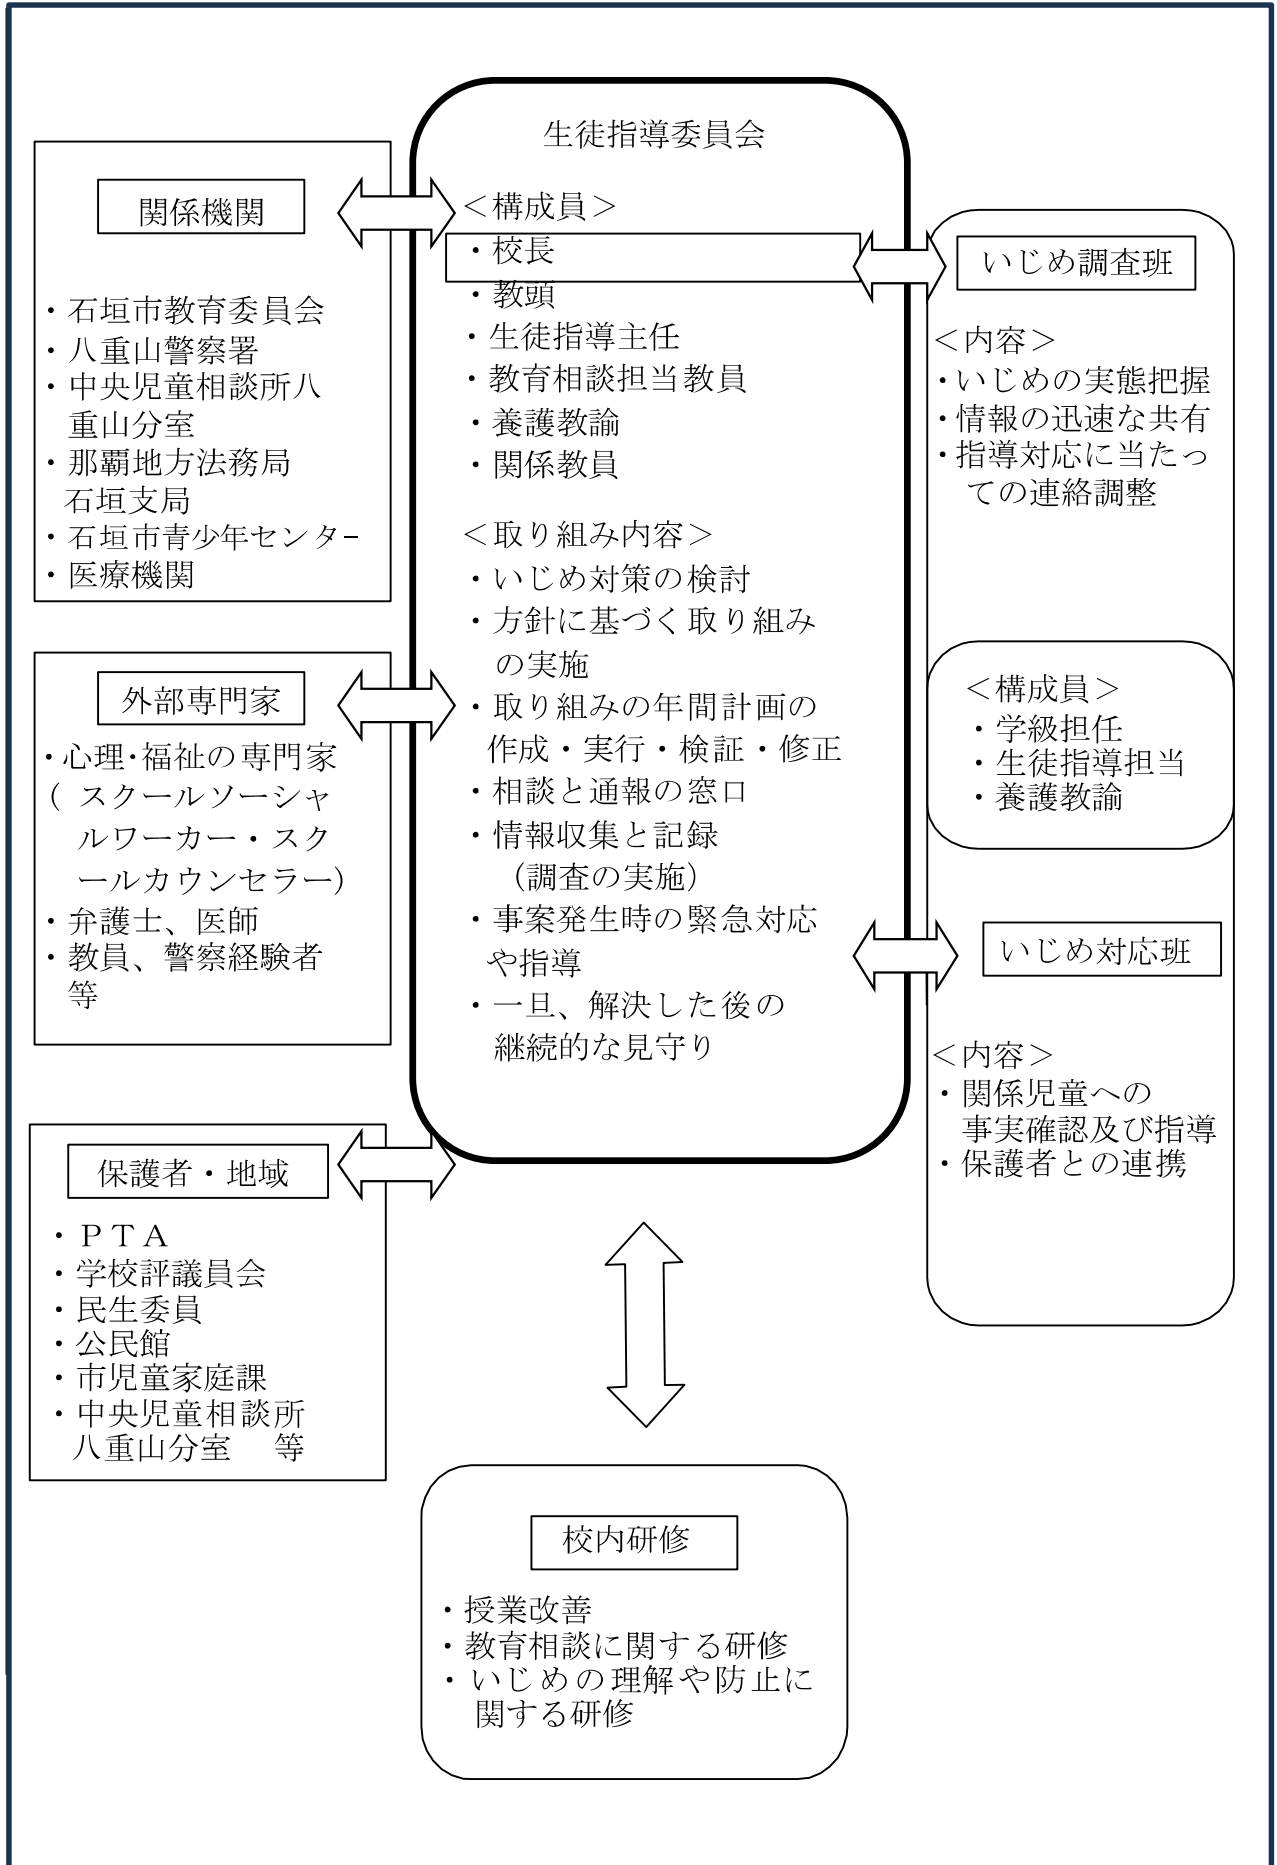 生徒指導委員会
＜構成員＞
・校長
・教頭
・生徒指導主任
・教育相談担当教員
・養護教諭
・関係教員
＜取り組み内容＞
・いじめ対策の検討
・方針に基づく取り組み
の実施
・取り組みの年間計画の
作成・実行・検証・修正
・相談と通報の窓口
・情報収集と記録
（調査の実施）
・事案発生時の緊急対応
や指導
・一旦、解決した後の
継続的な見守り
関係機関
・石垣市教育委員会
・八重山警察署
・中央児童相談所八
重山分室
・那覇地方法務局
石垣支局
・石垣市青少年センタ-
・医療機関
外部専門家
・心理・福祉の専門家
（ スクールソーシャ
ルワーカー・スク
ールカウンセラー）
・弁護士、医師
・教員、警察経験者
等
保護者・地域
・ＰＴＡ
・学校評議員会
・民生委員
・公民館
・市児童家庭課
・中央児童相談所
八重山分室　等
いじめ調査班
＜内容＞
・いじめの実態把握
・情報の迅速な共有
・指導対応に当たっ
ての連絡調整
＜構成員＞
・学級担任
・生徒指導担当
・養護教諭
いじめ対応班
＜内容＞
・関係児童への
事実確認及び指導
・保護者との連携
校内研修
・授業改善
・教育相談に関する研修
・いじめの理解や防止に
関する研修